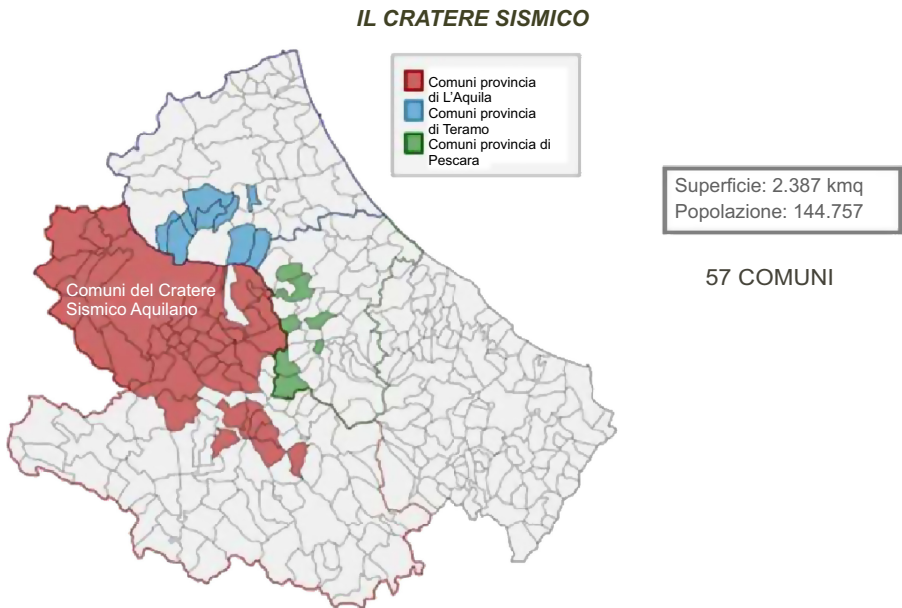 IL CRATERE SISMICO
Comuni provincia
di L'Aquila
Comuni provincia
di Teramo
Comuni provincia di
Pescara
Superficie: 2.387 kmq
Popolazione: 144.757
57 COMUNI
Comuni del Cratere
Sismico Aquilano